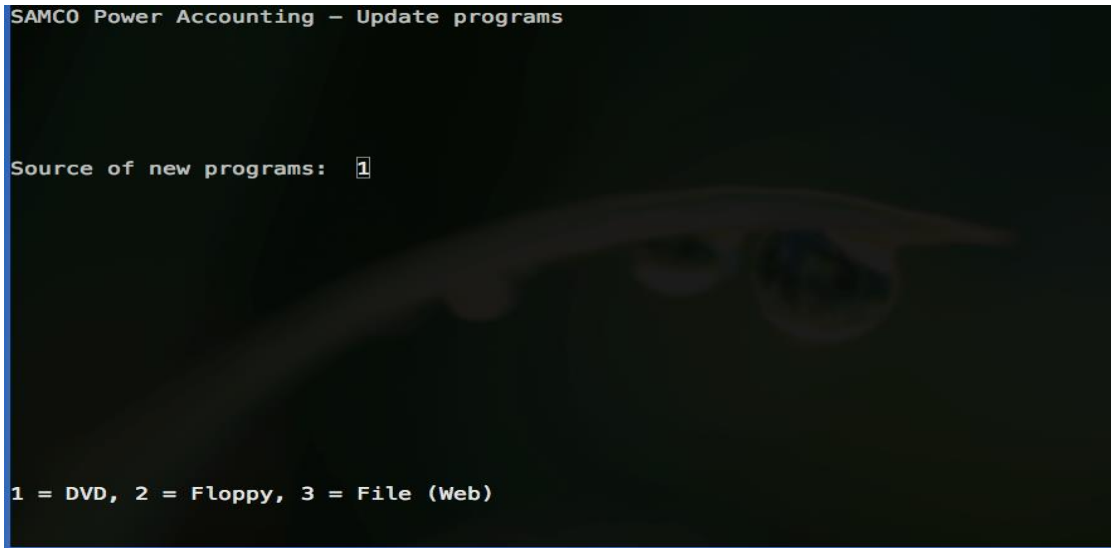 SAMCO Power Accounting – Update programs
Source of new programs: 1
1 = DVD, 2 = Floppy, 3 = File (Web)